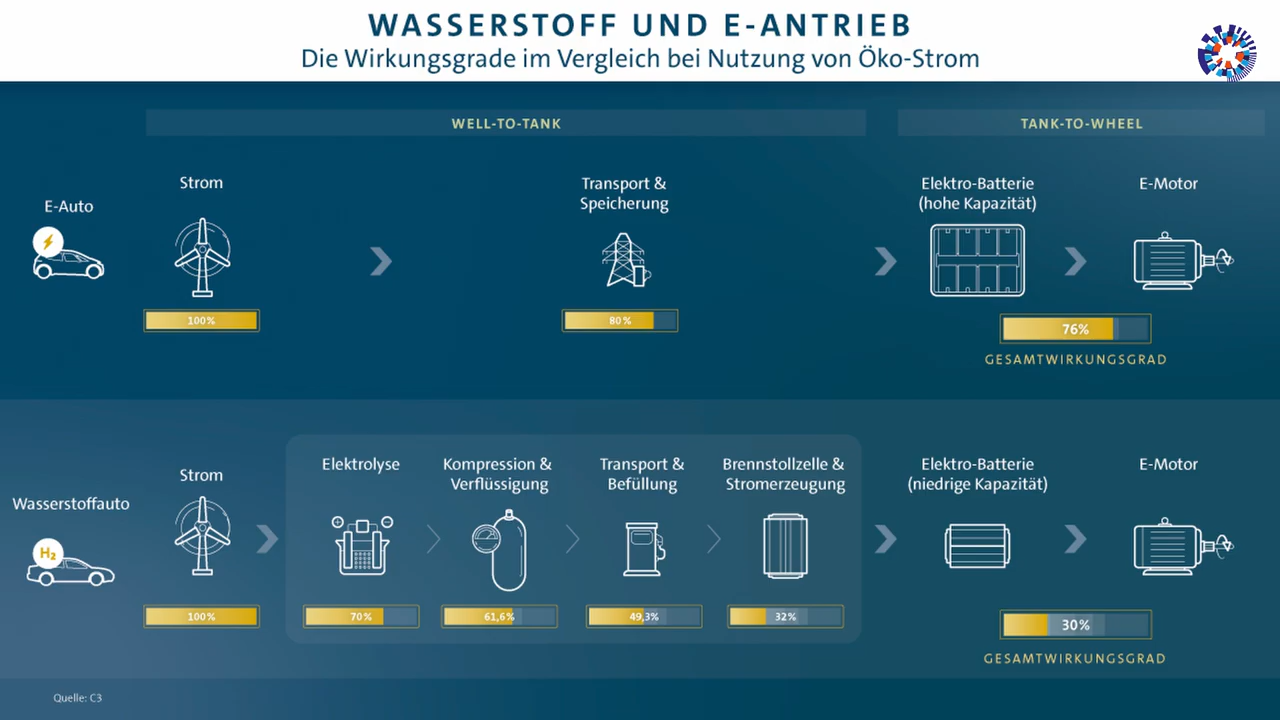 WASSERSTOFF UND E-ANTRIEB
Die Wirkungsgrade im Vergleich bei Nutzung von Öko-Strom
WELL-TO-TANK
TANK-TO-WHEEL
E-Auto
Strom
100%
Transport &
Speicherung
80%
Elektro-Batterie
(hohe Kapazität)
E-Motor
76%
GESAMTWIRKUNGSGRAD
Wasserstoffauto
H₂
Strom
100%
Elektrolyse
70%
Kompression &
Verflüssigung
61,6%
Transport &
Befüllung
49,3%
Brennstollzelle &
Stromerzeugung
32%
Elektro-Batterie
(niedrige Kapazität)
E-Motor
30%
GESAMTWIRKUNGSGRAD
Quelle: C3